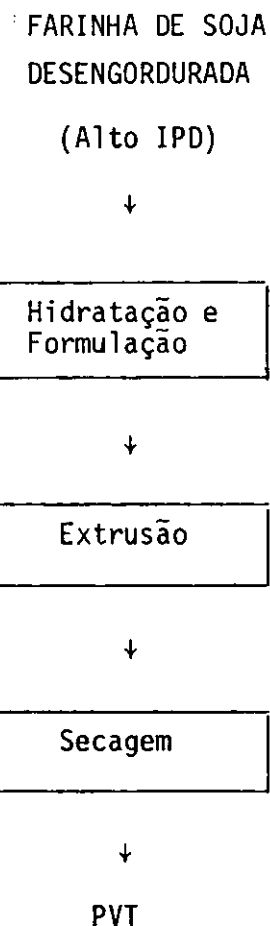 FARINHA DE SOJA
DESENGORDURADA
(Alto IPD)
↓
Hidratação e
Formulação
↓
Extrusão
↓
Secagem
↓
PVT